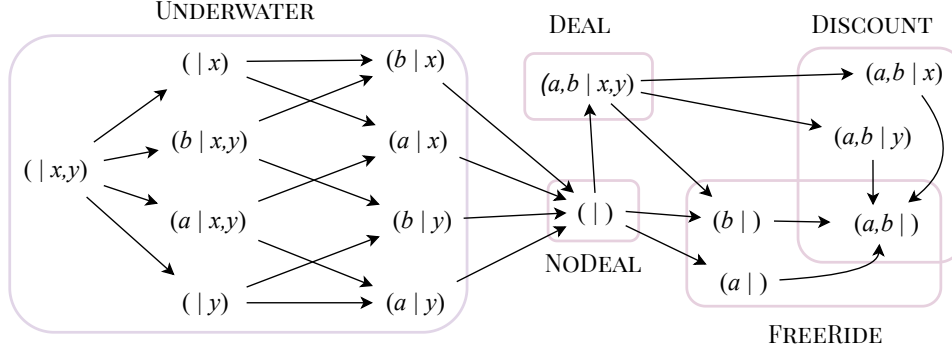 UNDERWATER
DEAL
DISCOUNT
( | x)
(b | x)
(a,b | x,y)
(a,b | x)
(b | x,y)
(a | x)
(a,b | y)
( | x,y)
(a | x,y)
(b | y)
( | )
(b | )
(a,b | )
NODEAL
(a | )
( | y)
(a | y)
FREERIDE